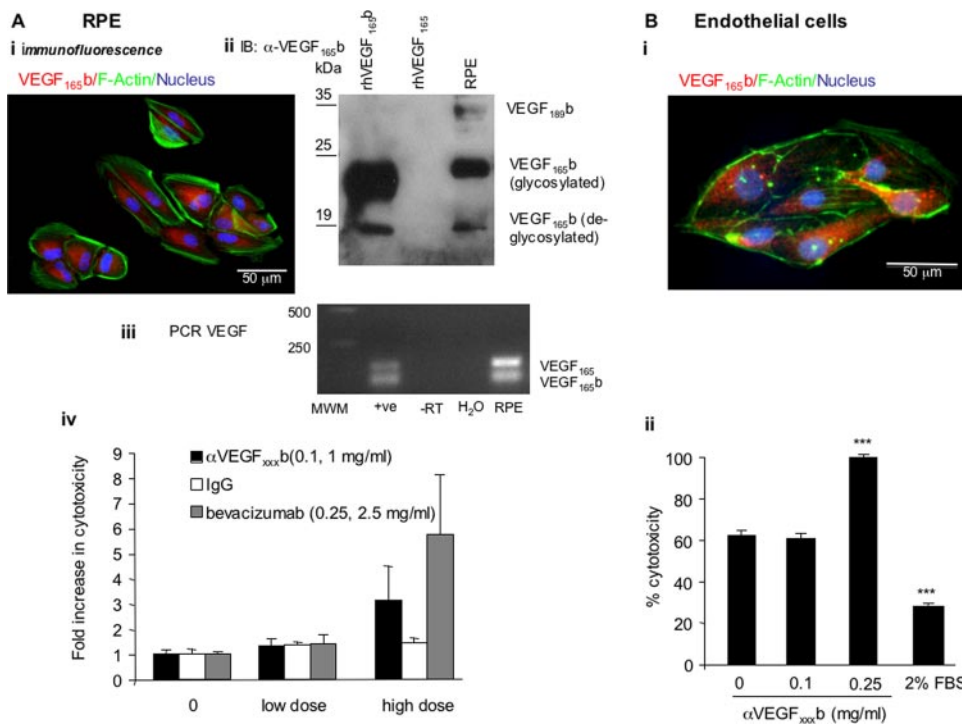 A RPE
i immunofluorescence
VEGF₁₆₅b/F-Actin/Nucleus
50 μm
ii IB: α-VEGF₁₆₅b
kDa
rhVEGF₁₆₅b
rhVEGF₁₆₅
RPE
35
25
19
VEGF₁₈₉b
VEGF₁₆₅b
(glycosylated)
VEGF₁₆₅b (de-
glycosylated)
iii PCR VEGF
500
250
VEGF₁₆₅
VEGF₁₆₅b
MWM +ve -RT H₂O RPE
iv
αVEGFₓₓₓb(0.1, 1 mg/ml)
IgG
bevacizumab (0.25, 2.5 mg/ml)
Fold increase in cytotoxicity
9
8
7
6
5
4
3
2
1
0
0 low dose high dose
B Endothelial cells
i
VEGF₁₆₅b/F-Actin/Nucleus
50 μm
ii
% cytotoxicity
100
80
60
40
20
0
***
***
0 0.1 0.25 2% FBS
αVEGFₓₓₓb (mg/ml)